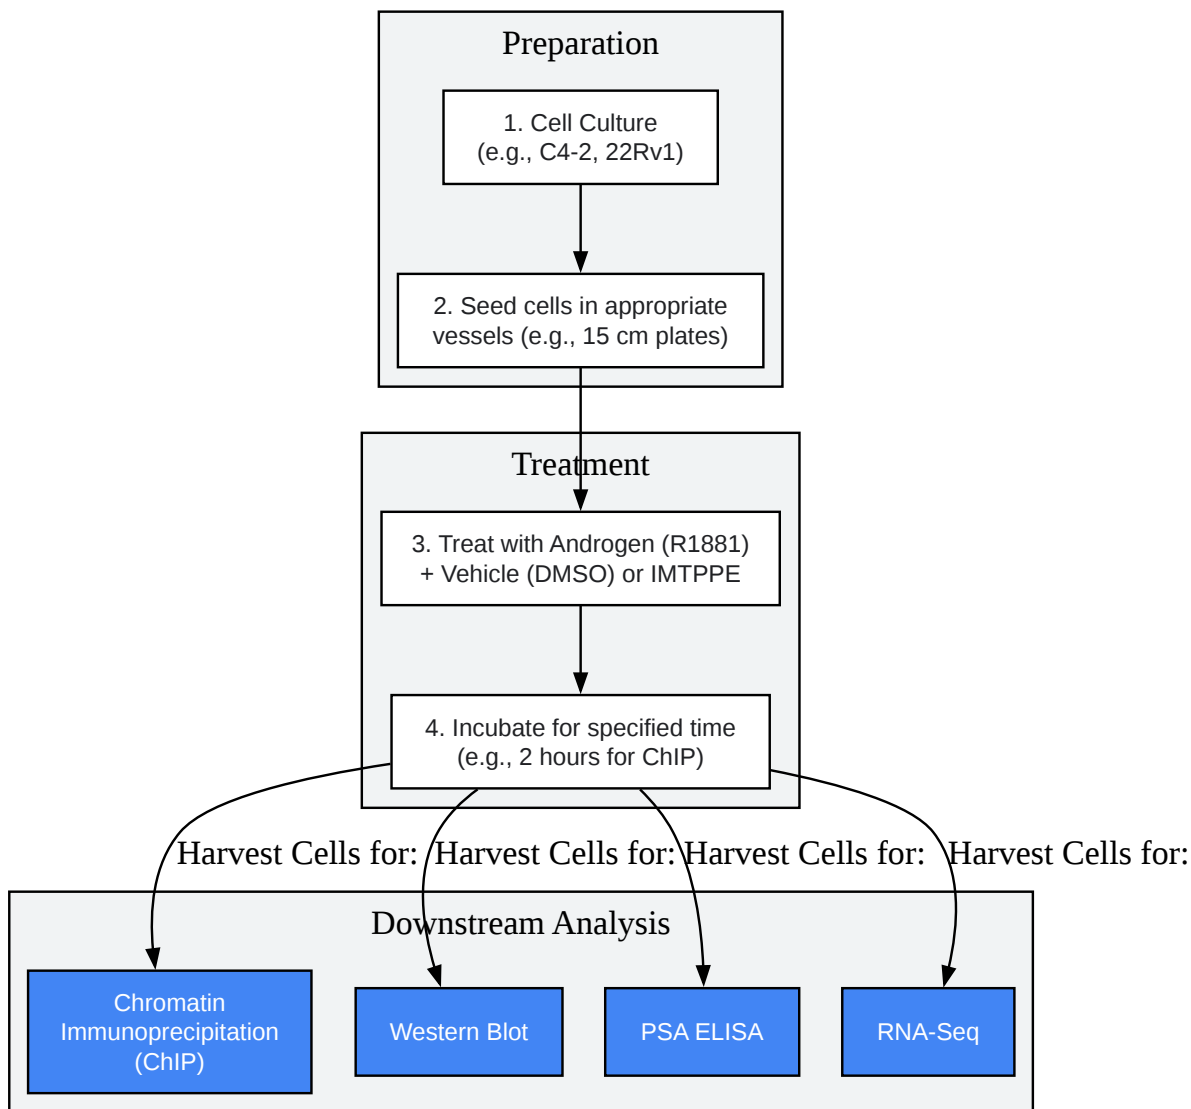 Preparation
1. Cell Culture
(e.g., C4-2, 22Rv1)
2. Seed cells in appropriate
vessels (e.g., 15 cm plates)
Treatment
3. Treat with Androgen (R1881)
+ Vehicle (DMSO) or IMTPPE
4. Incubate for specified time
(e.g., 2 hours for ChIP)
Harvest Cells for:
Harvest Cells for:
Harvest Cells for:
Harvest Cells for:
Downstream Analysis
Chromatin
Immunoprecipitation
(ChIP)
Western Blot
PSA ELISA
RNA-Seq